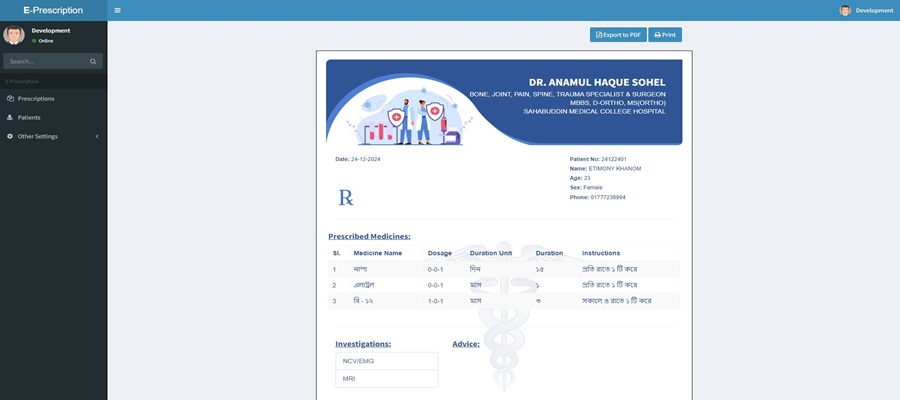 E-Prescription
Development
Development
Online
Search...
E-Prescription
Prescriptions
Patients
Other Settings
Export to PDF
Print
DR. ANAMUL HAQUE SOHEL
BONE, JOINT, PAIN, SPINE, TRAUMA SPECIALIST & SURGEON
MBBS, D-ORTHO, MS(ORTHO)
SAHABUDDIN MEDICAL COLLEGE HOSPITAL
Date: 24-12-2024
Patient No: 24122401
Name: ETIMONY KHANOM
Age: 23
Sex: Female
Phone: 01777236994
℞
Prescribed Medicines:
Sl. Medicine Name Dosage Duration Unit Duration Instructions
1 নাপা 0-0-1 দিন ১৫ প্রতি রাতে ১ টি করে
2 0-0-1 মাস ১ প্রতি রাতে ১ টি করে
3 বি - ১২ 1-0-1 মাস ৩ সকালে ও রাতে ১ টি করে
Investigations:
Advice:
NCV/EMG
MRI